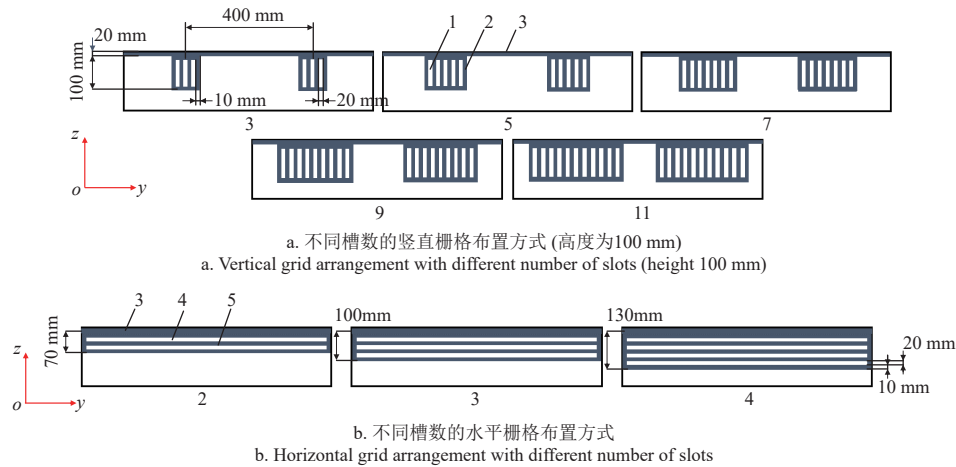 400 mm
1
2
3
20 mm
100 mm
10 mm
20 mm
3
5
7
z
o
y
9
11
a. 不同槽数的竖直栅格布置方式 (高度为100 mm)
a. Vertical grid arrangement with different number of slots (height 100 mm)
3
4
5
100mm
130mm
70 mm
z
20 mm
10 mm
o
y
2
3
4
b. 不同槽数的水平栅格布置方式
b. Horizontal grid arrangement with different number of slots